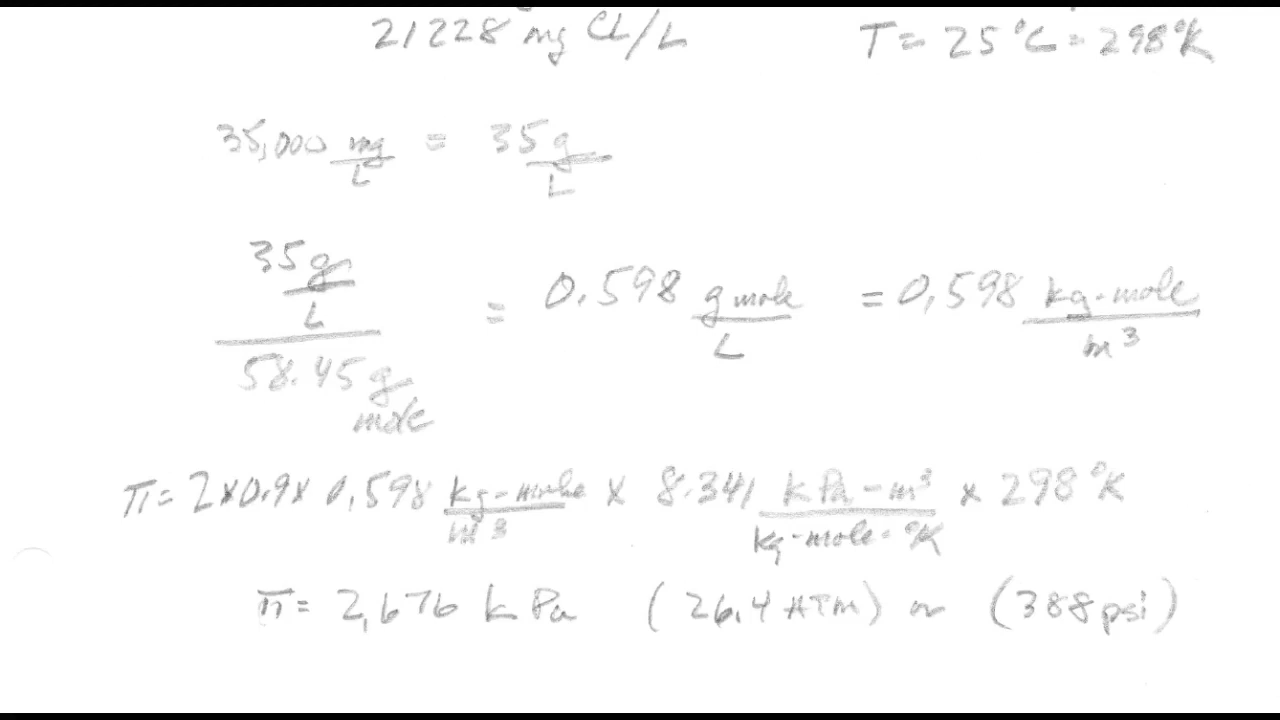 21228 mg CL/L T = 25°C = 298°K
35,000 mg/L = 35 g/L
35 g/L / 58.45 g/mole = 0.598 g mole/L = 0,598 kg-mole/m³
π = 2 x 0.9 x 0,598 kg-mole/m³ x 8.341 kPa-m³/kg-mole-°K x 298°K
π = 2,676 kPa (26.4 ATM) or (388 psi)